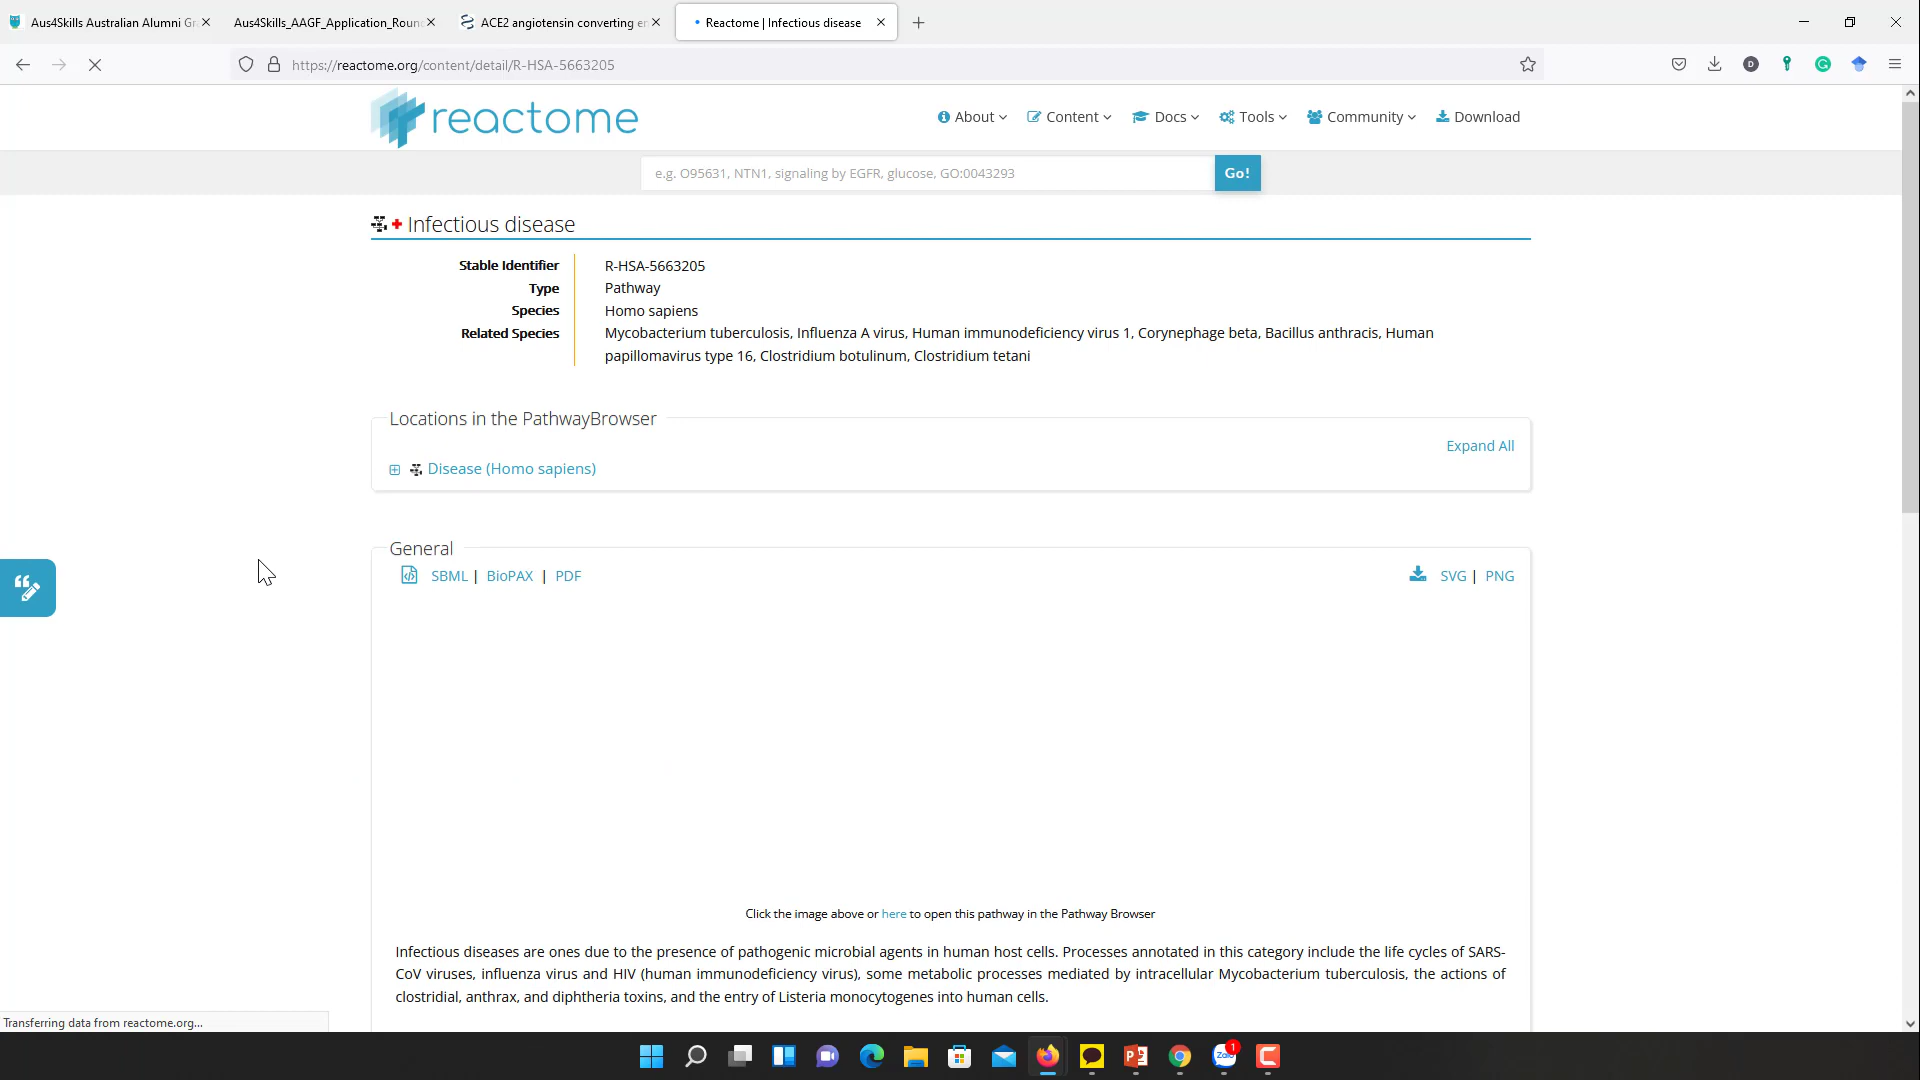 Aus4Skills Australian Alumni Gr
Aus4Skills_AAGF_Application_Roun
ACE2 angiotensin converting en
Reactome | Infectious disease
https://reactome.org/content/detail/R-HSA-5663205
reactome
About
Content
Docs
Tools
Community
Download
e.g. O95631, NTN1, signaling by EGFR, glucose, GO:0043293
Go!
Infectious disease
Stable Identifier R-HSA-5663205
Type Pathway
Species Homo sapiens
Related Species Mycobacterium tuberculosis, Influenza A virus, Human immunodeficiency virus 1, Corynephage beta, Bacillus anthracis, Human
papillomavirus type 16, Clostridium botulinum, Clostridium tetani
Locations in the PathwayBrowser
Expand All
Disease (Homo sapiens)
General
SBML | BioPAX | PDF
SVG | PNG
Click the image above or here to open this pathway in the Pathway Browser
Infectious diseases are ones due to the presence of pathogenic microbial agents in human host cells. Processes annotated in this category include the life cycles of SARS-
CoV viruses, influenza virus and HIV (human immunodeficiency virus), some metabolic processes mediated by intracellular Mycobacterium tuberculosis, the actions of
clostridial, anthrax, and diphtheria toxins, and the entry of Listeria monocytogenes into human cells.
Transferring data from reactome.org...
Zalo
1